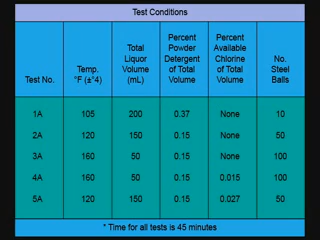 Test Conditions
Test No. | Temp. °F (±°4) | Total Liquor Volume (mL) | Percent Powder Detergent of Total Volume | Percent Available Chlorine of Total Volume | No. Steel Balls
1A | 105 | 200 | 0.37 | None | 10
2A | 120 | 150 | 0.15 | None | 50
3A | 160 | 50 | 0.15 | None | 100
4A | 160 | 50 | 0.15 | 0.015 | 100
5A | 120 | 150 | 0.15 | 0.027 | 50
* Time for all tests is 45 minutes